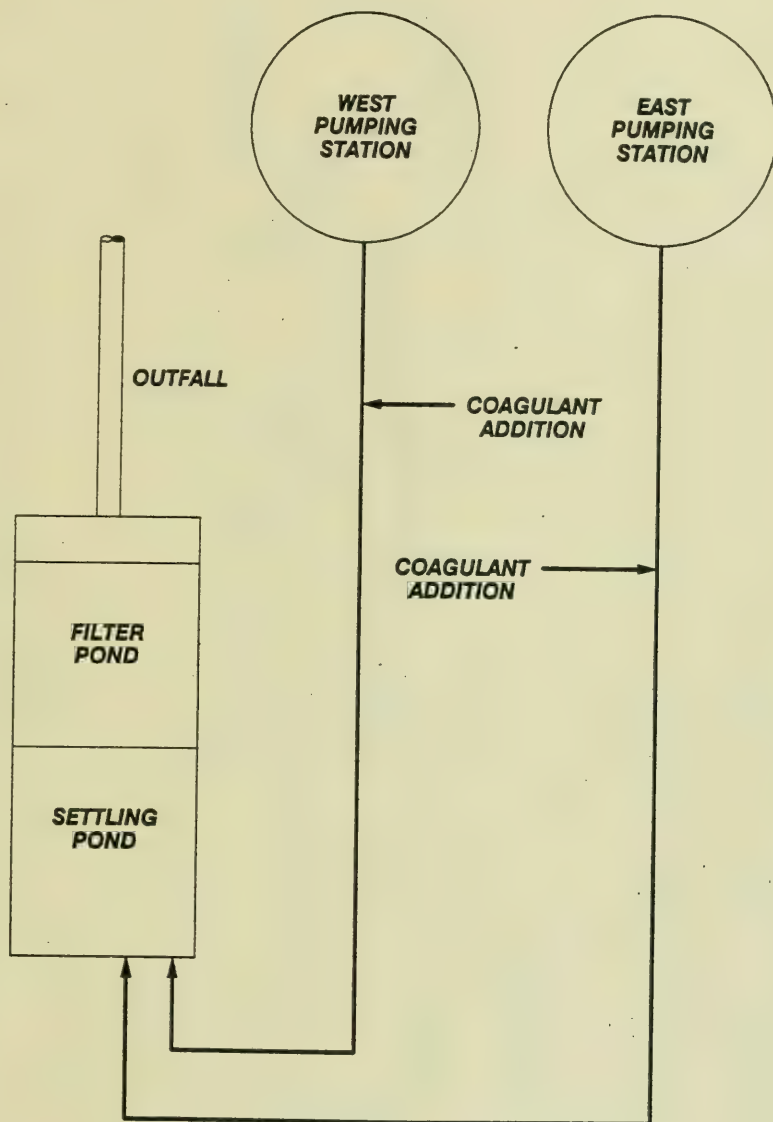 WEST
PUMPING
STATION
EAST
PUMPING
STATION
OUTFALL
COAGULANT
ADDITION
COAGULANT
ADDITION
FILTER
POND
SETTLING
POND